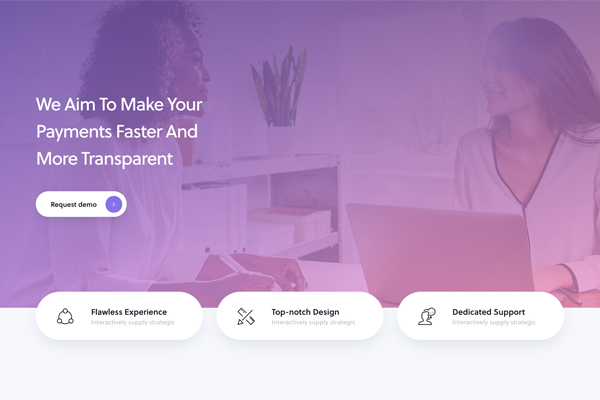 We Aim To Make Your
Payments Faster And
More Transparent
Request demo
Flawless Experience
Interactively supply strategic
Top-notch Design
Interactively supply strategic
Dedicated Support
Interactively supply strategic